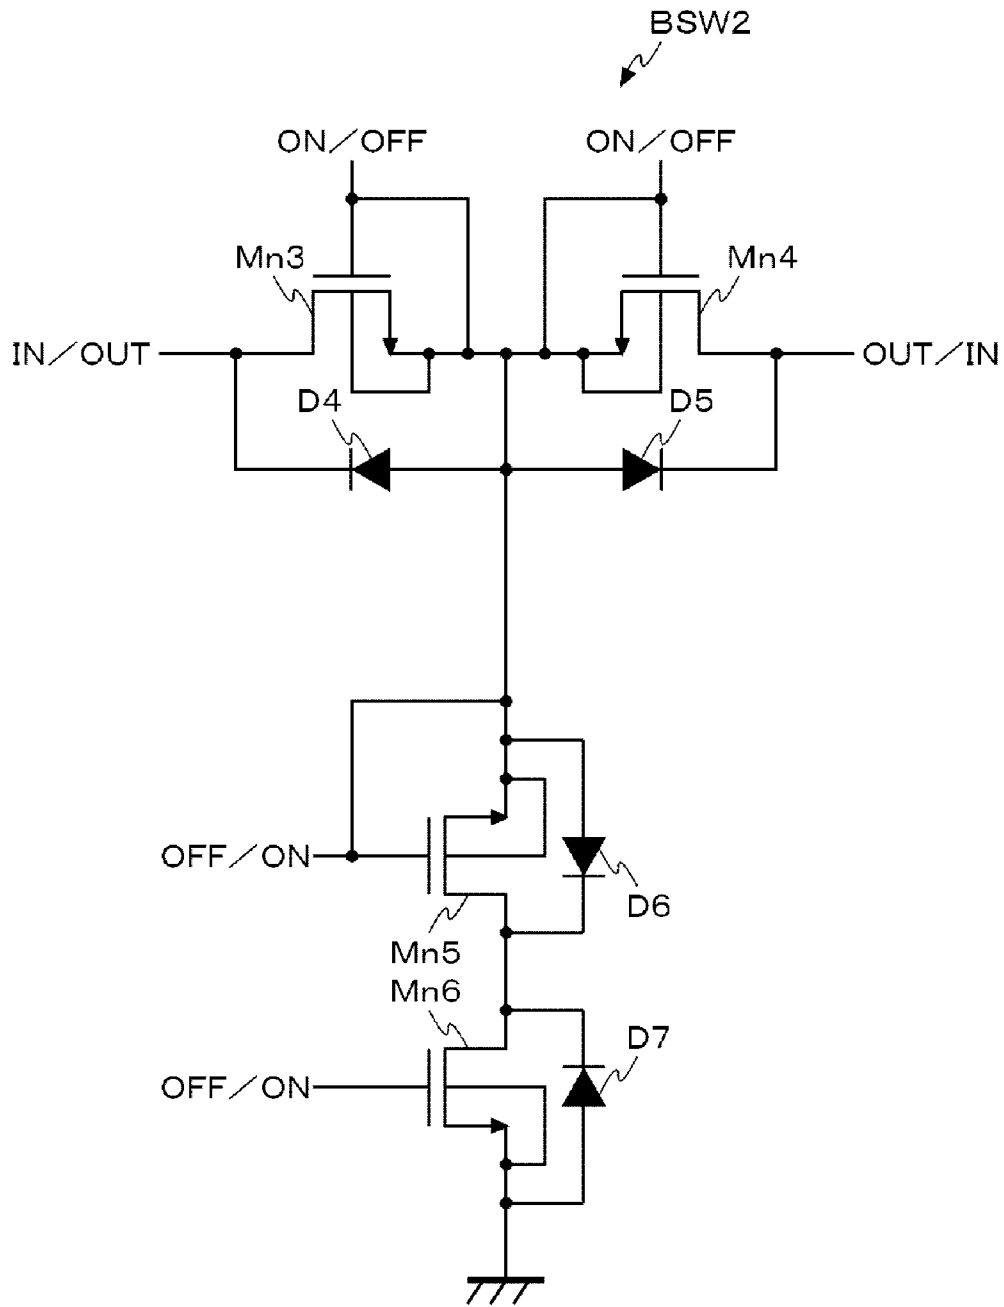 BSW2
ON/OFF ON/OFF
Mn3 Mn4
IN/OUT OUT/IN
D4 D5
OFF/ON
D6
Mn5
Mn6
D7
OFF/ON